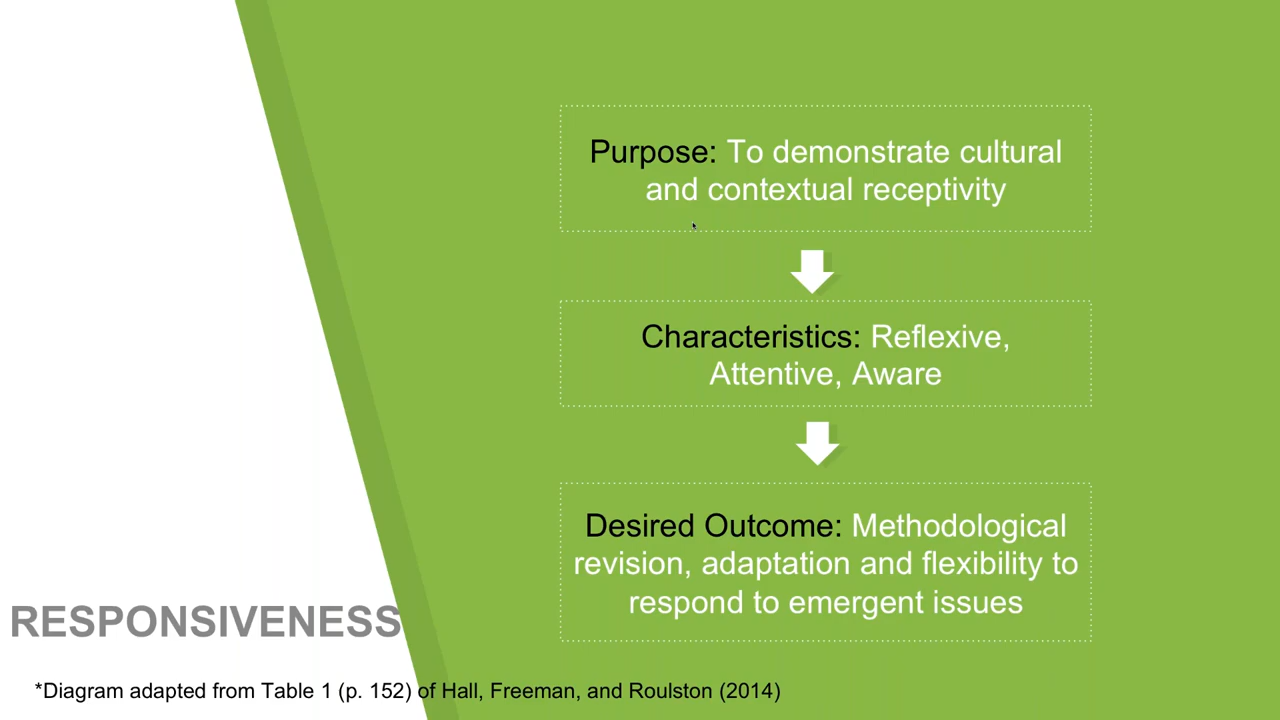 Purpose: To demonstrate cultural
and contextual receptivity
Characteristics: Reflexive,
Attentive, Aware
Desired Outcome: Methodological
revision, adaptation and flexibility to
respond to emergent issues
RESPONSIVENESS
*Diagram adapted from Table 1 (p. 152) of Hall, Freeman, and Roulston (2014)